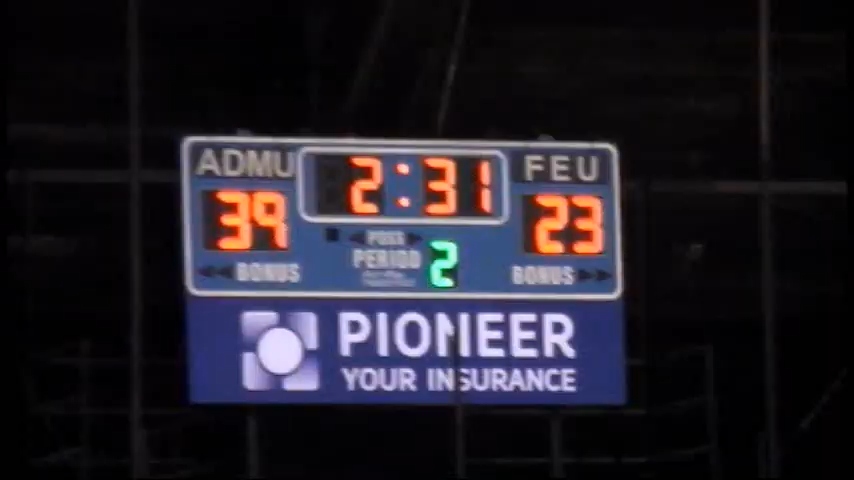 ADMU 2:31 FEU
39 23
POSS
PERIOD 2
BONUS BONUS
PIONEER
YOUR INSURANCE